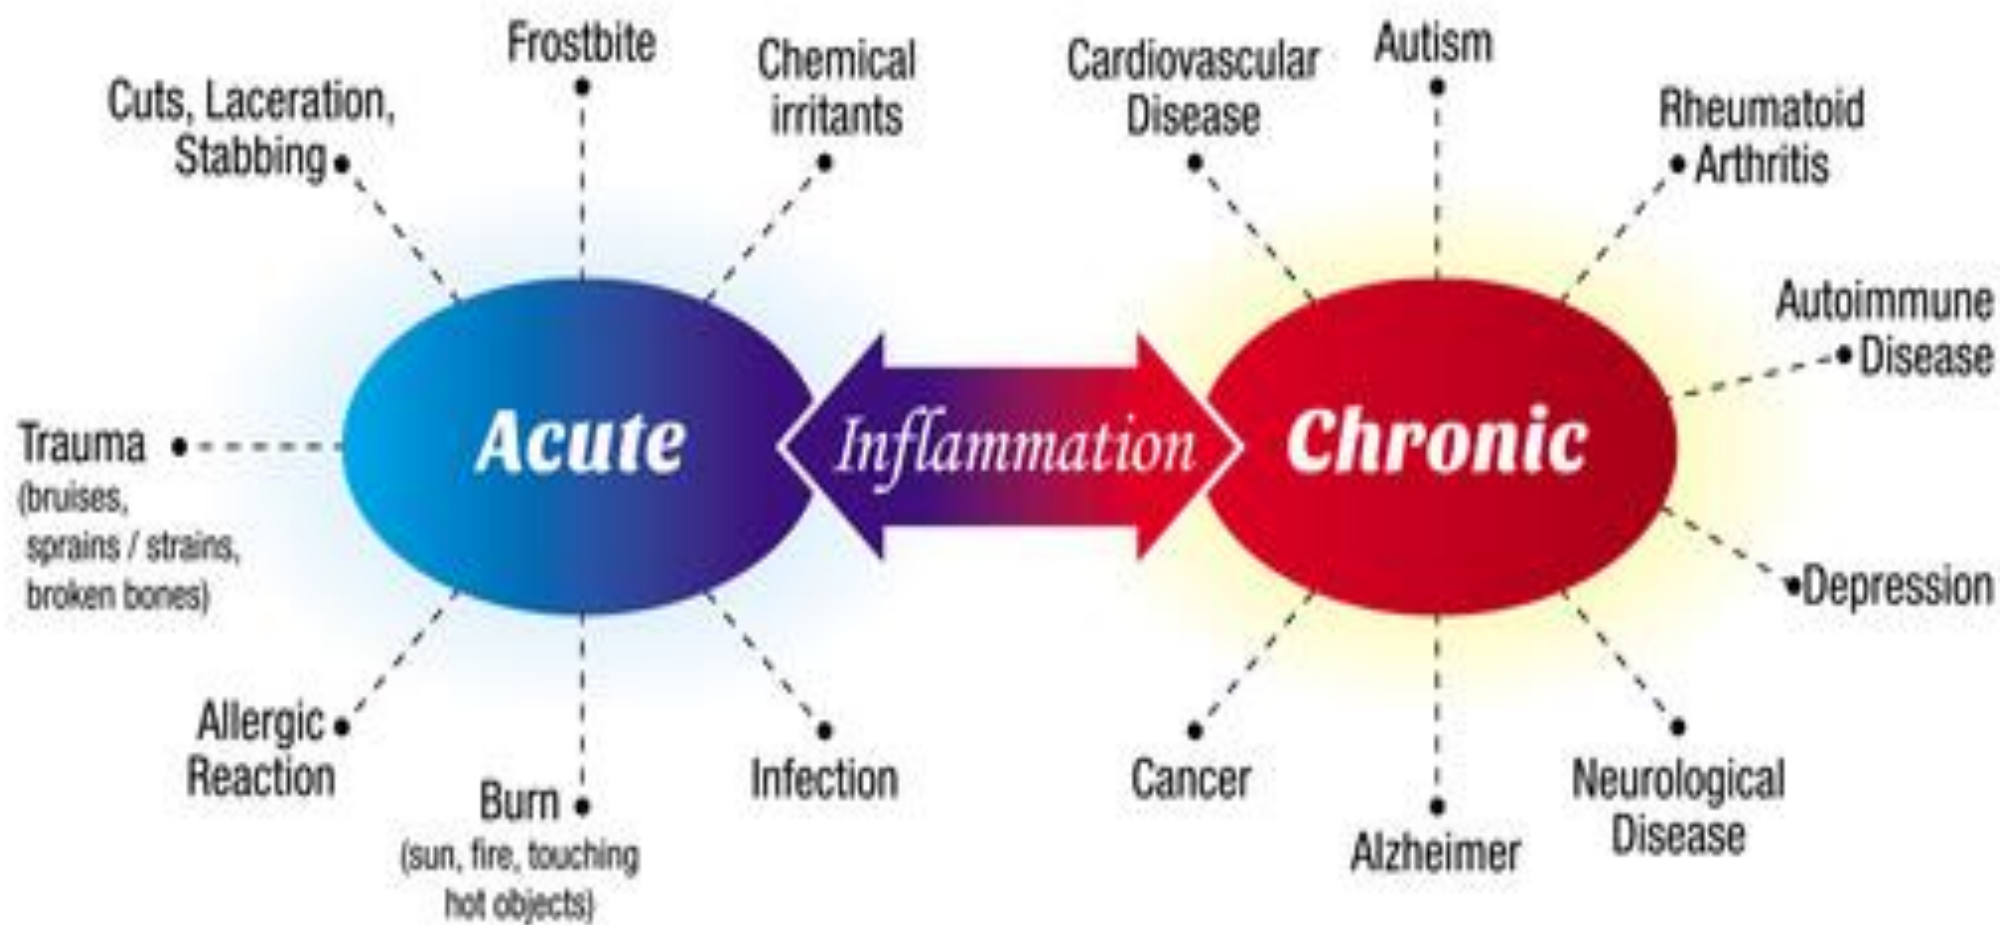 Frostbite
Chemical
irritants
Cuts, Laceration,
Stabbing
Trauma
(bruises,
sprains / strains,
broken bones)
Allergic
Reaction
Burn
(sun, fire, touching
hot objects)
Infection
Acute
Inflammation
Chronic
Cardiovascular
Disease
Autism
Rheumatoid
Arthritis
Autoimmune
Disease
Depression
Neurological
Disease
Alzheimer
Cancer